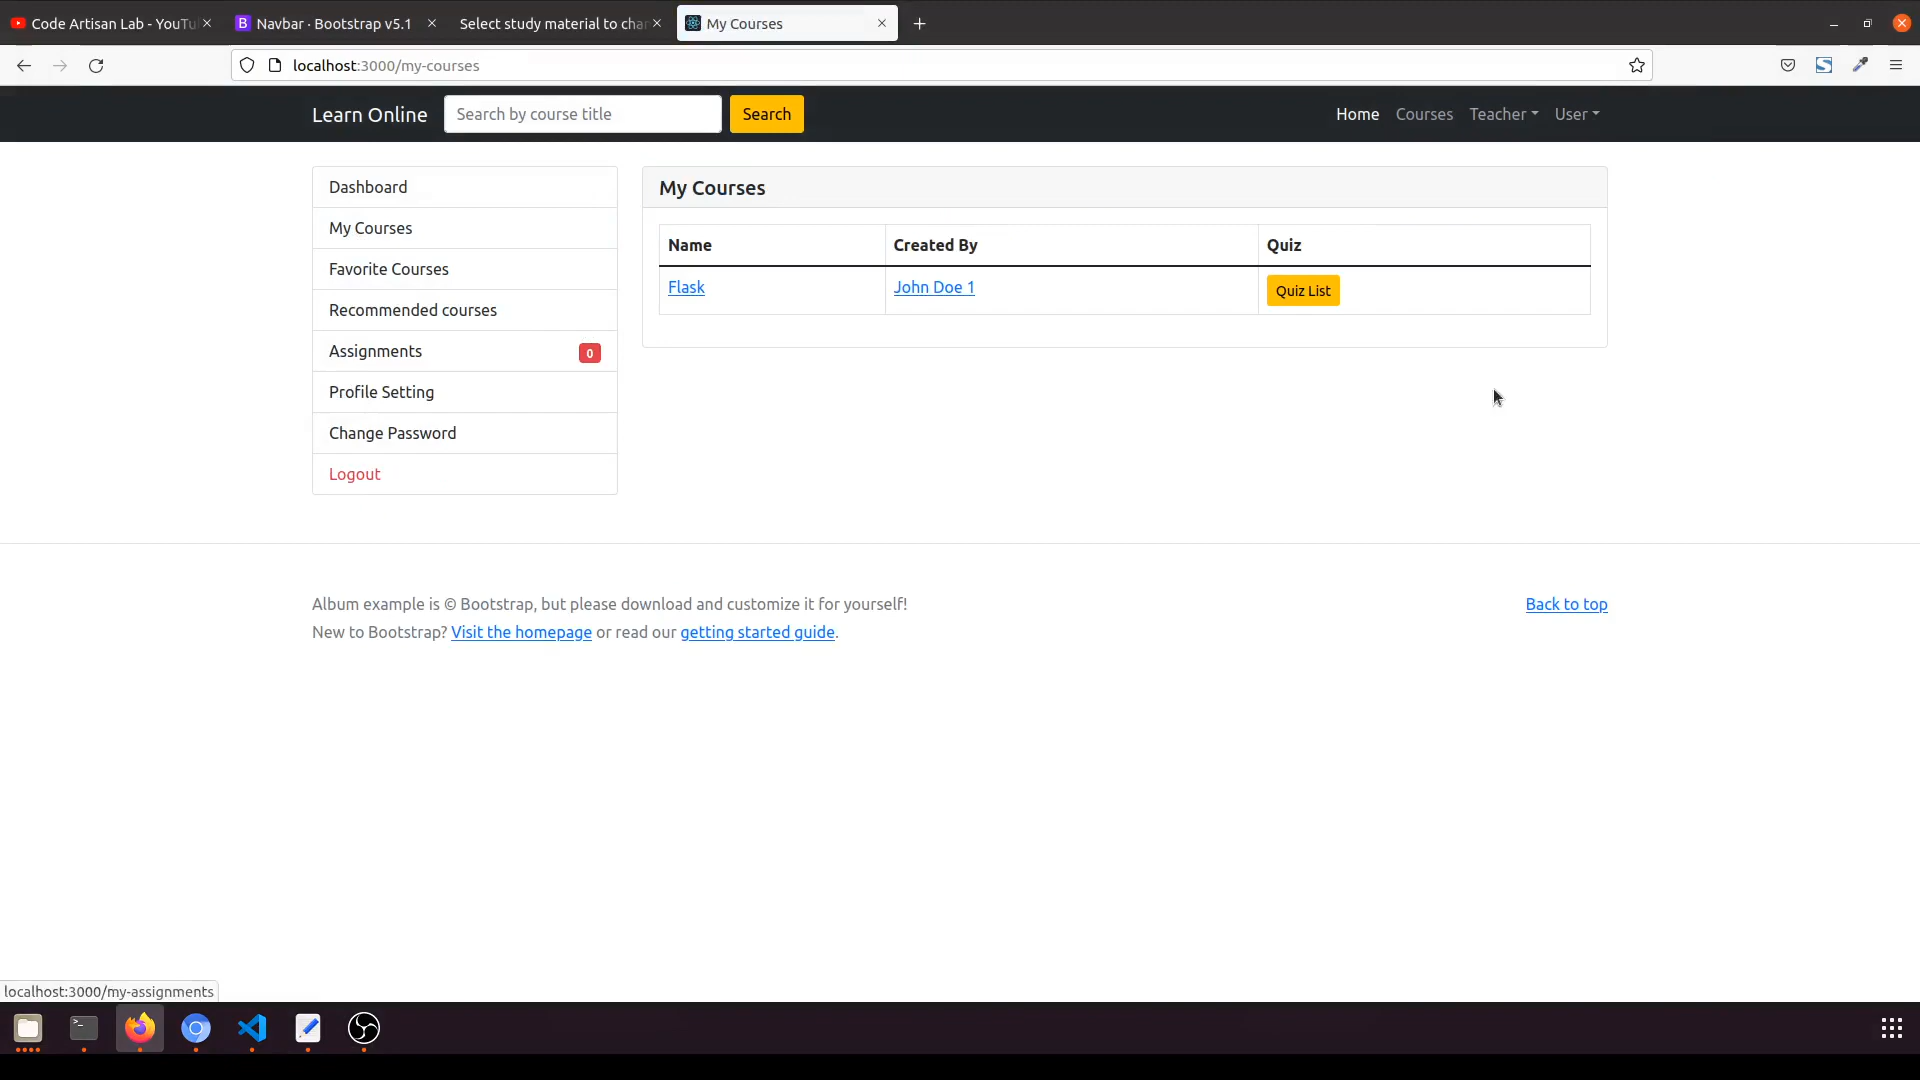 Code Artisan Lab - YouTu
Navbar · Bootstrap v5.1
Select study material to cha
My Courses
localhost:3000/my-courses
Learn Online
Search by course title
Search
Home
Courses
Teacher
User
Dashboard
My Courses
Favorite Courses
Recommended courses
Assignments 0
Profile Setting
Change Password
Logout
My Courses
Name Created By Quiz
Flask John Doe 1 Quiz List
Album example is © Bootstrap, but please download and customize it for yourself!
Back to top
New to Bootstrap? Visit the homepage or read our getting started guide.
localhost:3000/my-assignments